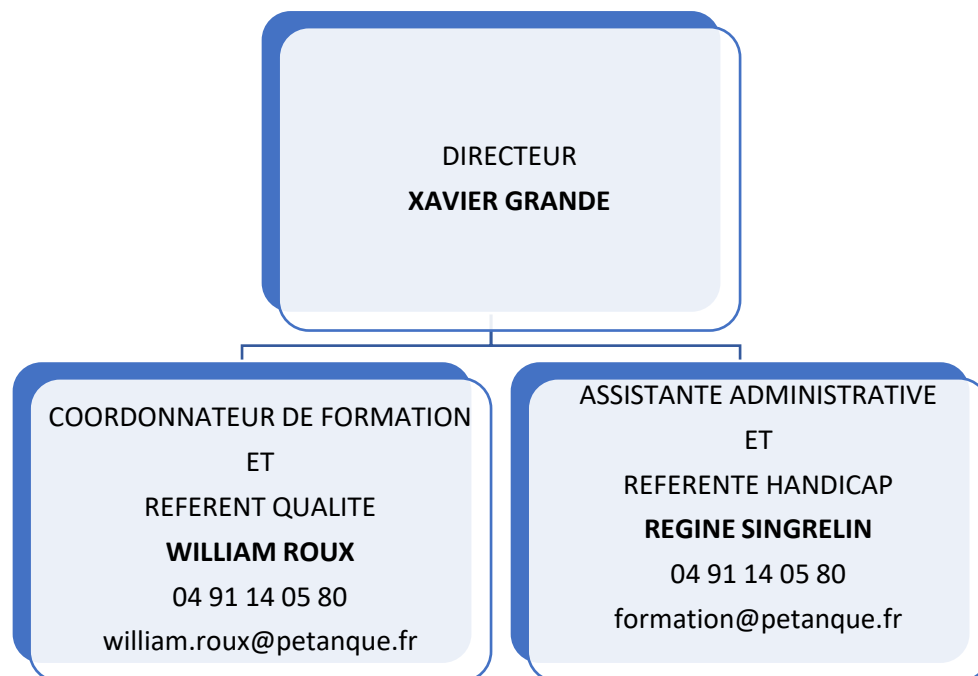 DIRECTEUR
XAVIER GRANDE
COORDONNATEUR DE FORMATION
ET
REFERENT QUALITE
WILLIAM ROUX
04 91 14 05 80
william.roux@petanque.fr
ASSISTANTE ADMINISTRATIVE
ET
REFERENTE HANDICAP
REGINE SINGRELIN
04 91 14 05 80
formation@petanque.fr